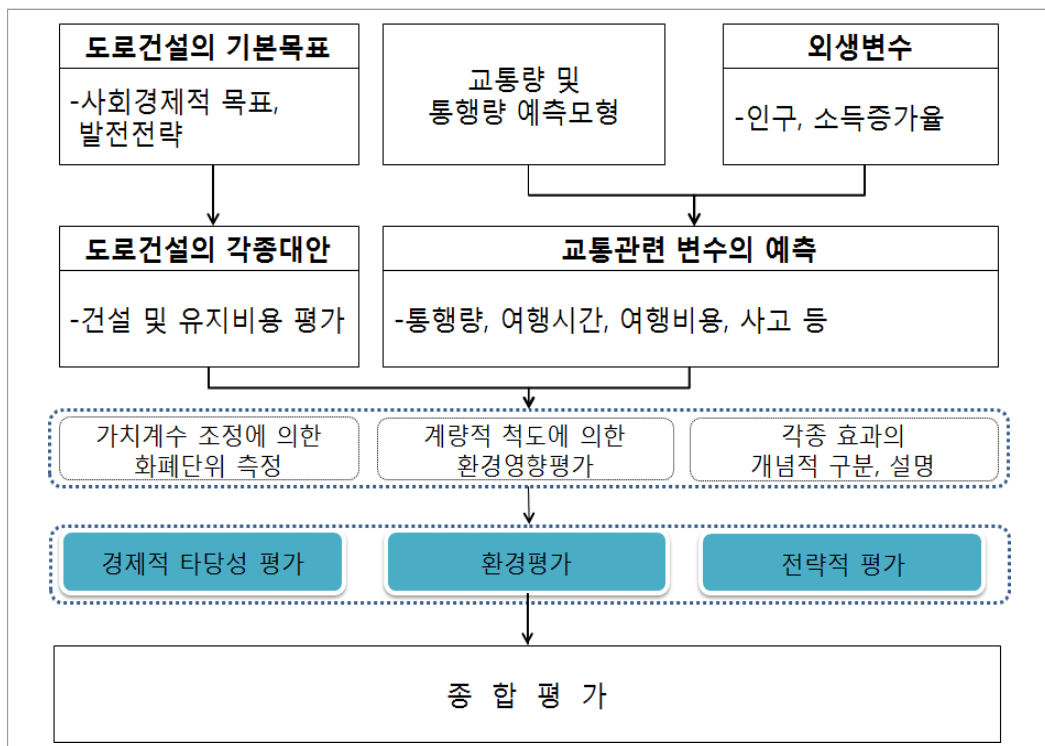 도로건설의 기본목표
-사회경제적 목표,
발전전략
교통량 및
통행량 예측모형
외생변수
-인구, 소득증가율
도로건설의 각종대안
-건설 및 유지비용 평가
교통관련 변수의 예측
-통행량, 여행시간, 여행비용, 사고 등
가치계수 조정에 의한
화폐단위 측정
계량적 척도에 의한
환경영향평가
각종 효과의
개념적 구분, 설명
경제적 타당성 평가
환경평가
전략적 평가
종 합 평 가